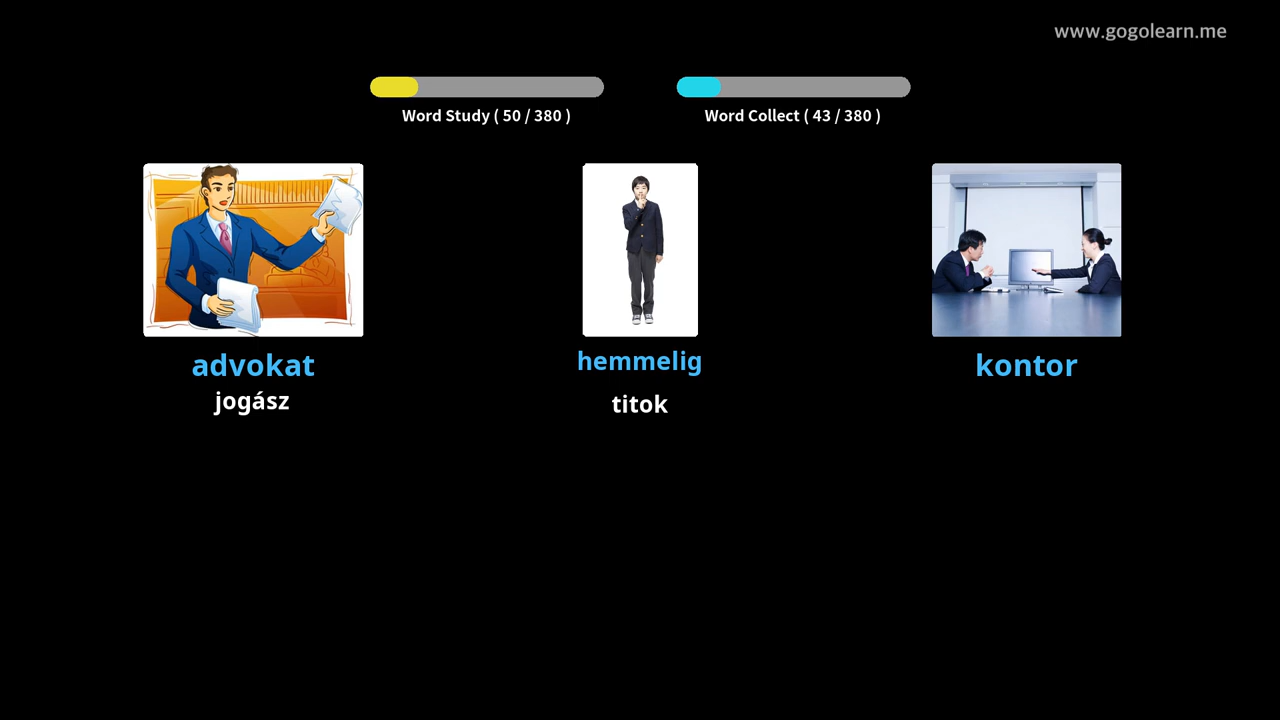 www.gogolearn.me
Word Study ( 50 / 380 )
Word Collect ( 43 / 380 )
advokat
jogász
hemmelig
titok
kontor